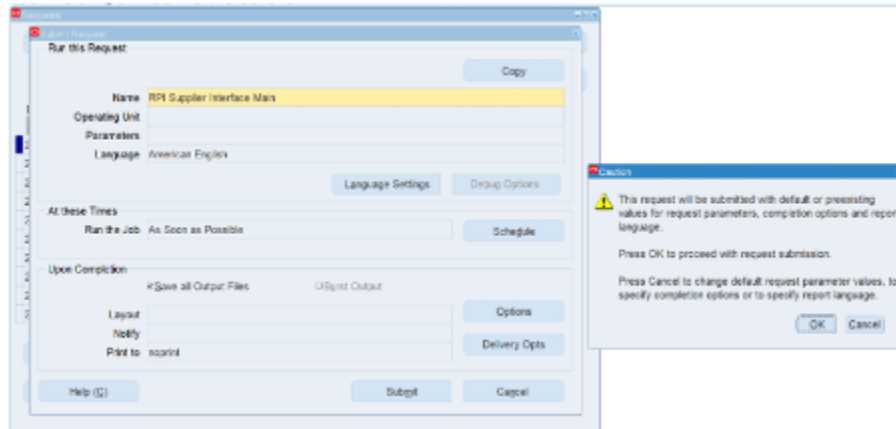 Requests
Submit Request
Run this Request
Copy
Name RPI Supplier Interface Main
Operating Unit
Parameters
Language American English
Language Settings Debug Options
At these Times
Run the Job As Soon as Possible Schedule
Upon Completion
Save all Output Files Burst Output
Layout Options
Notify
Print to noprint Delivery Opts
Help (C) Submit Cancel
Caution
This request will be submitted with default or preexisting
values for request parameters, completion options and report
language.
Press OK to proceed with request submission.
Press Cancel to change default request parameter values, to
specify completion options or to specify report language.
OK Cancel